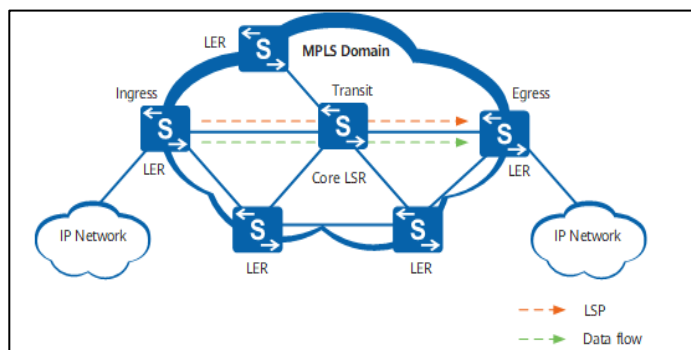 LER
MPLS Domain
S
Ingress
Transit
Egress
S
S
S
LER
Core LSR
LER
IP Network
S
S
IP Network
LER
LER
LSP
Data flow